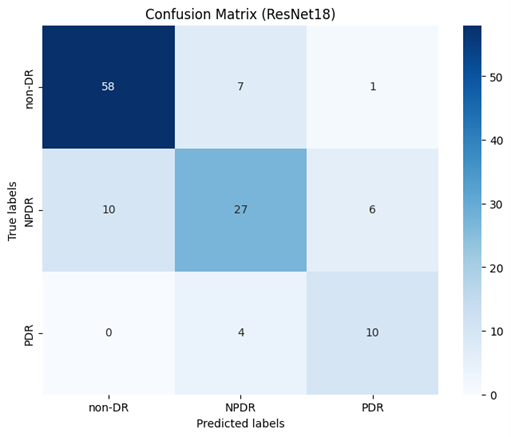 Confusion Matrix (ResNet18)
True labels
non-DR
NPDR
PDR
58 7 1
10 27 6
0 4 10
non-DR NPDR PDR
Predicted labels
50
40
30
20
10
0